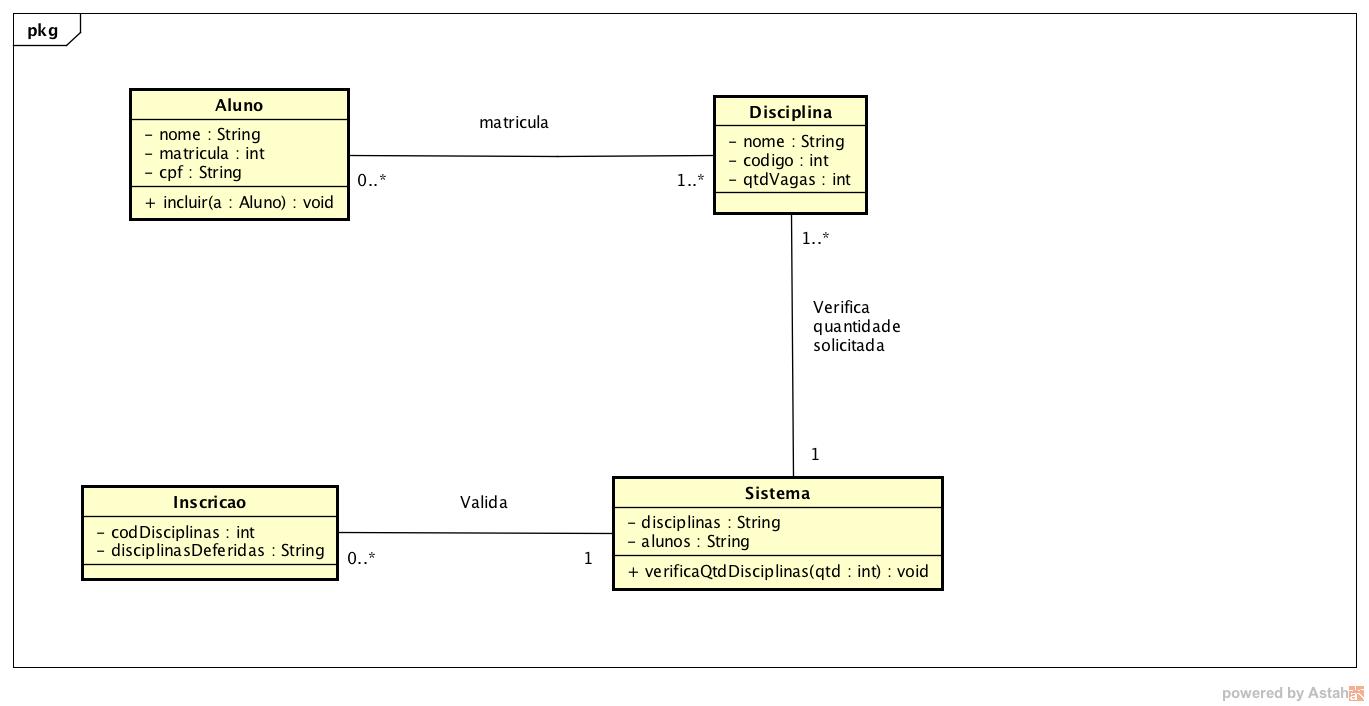 pkg
Aluno
- nome : String
- matricula : int
- cpf : String
+ incluir(a : Aluno) : void
matricula
0..*
1..*
Disciplina
- nome : String
- codigo : int
- qtdVagas : int
1..*
Verifica
quantidade
solicitada
1
Inscricao
- codDisciplinas : int
- disciplinasDeferidas : String
Valida
0..*
1
Sistema
- disciplinas : String
- alunos : String
+ verificaQtdDisciplinas(qtd : int) : void
powered by Astah